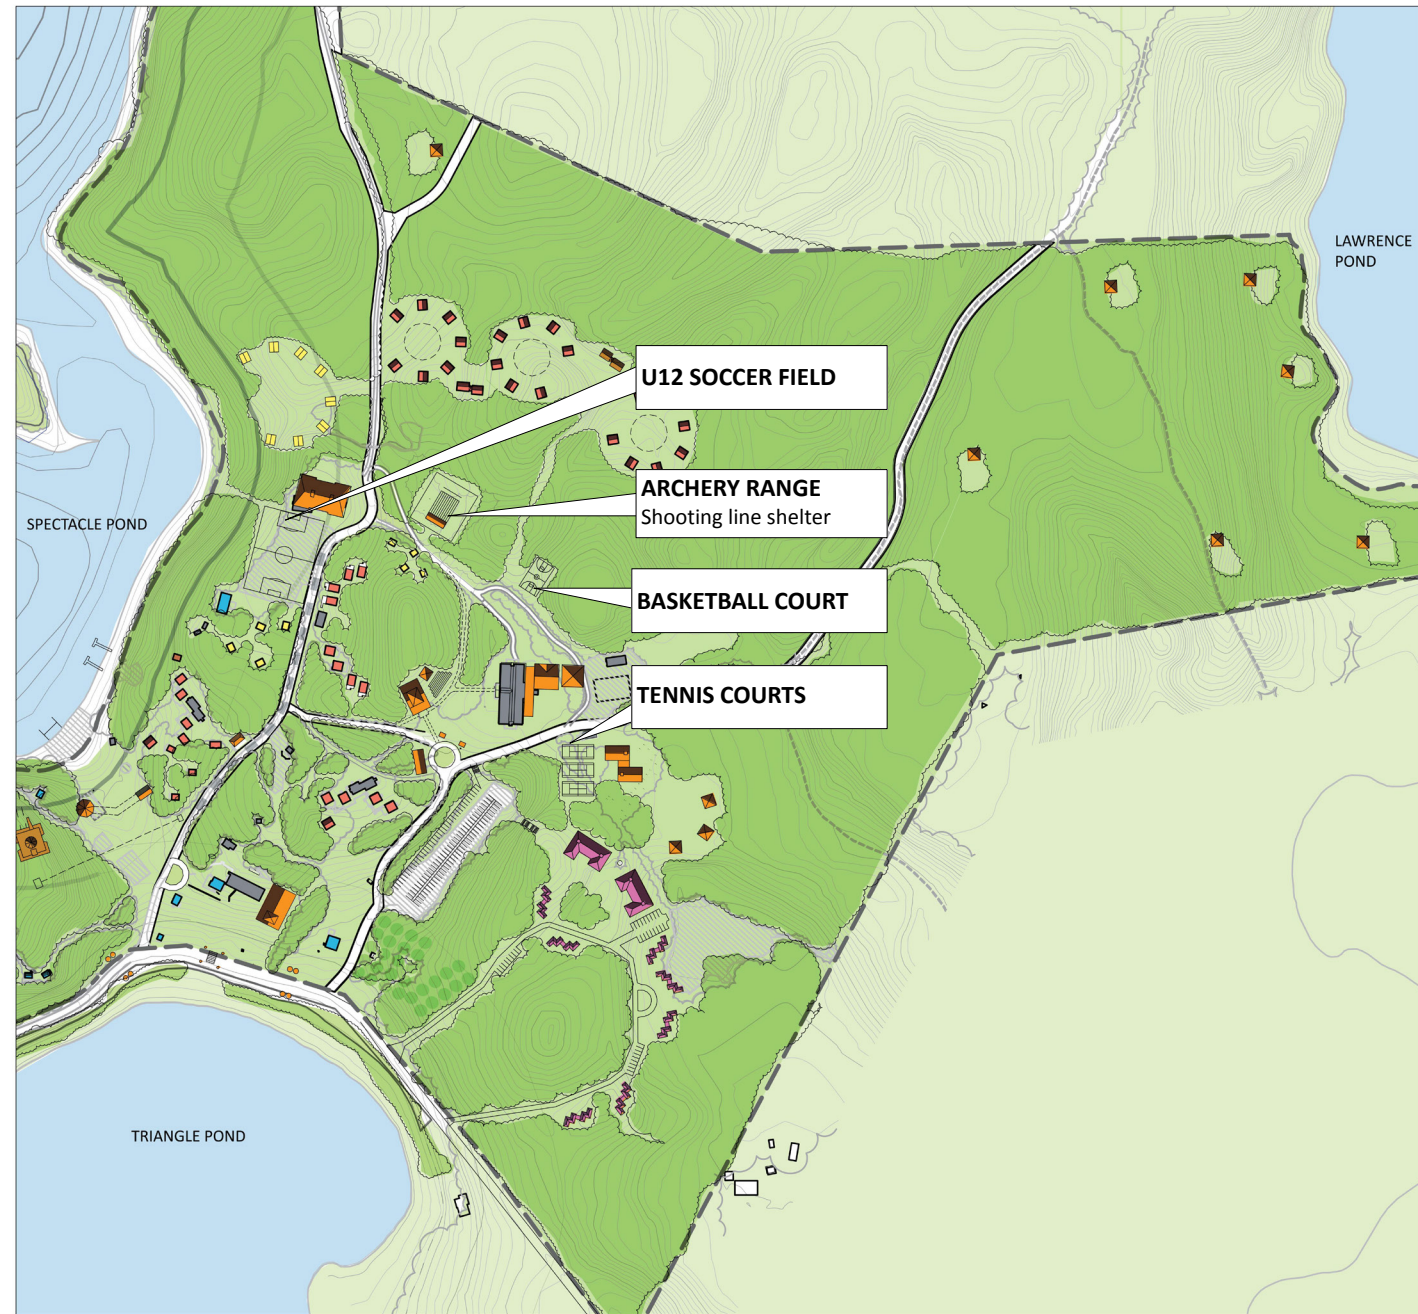 LAWRENCE
POND
U12 SOCCER FIELD
ARCHERY RANGE
Shooting line shelter
SPECTACLE POND
BASKETBALL COURT
TENNIS COURTS
TRIANGLE POND